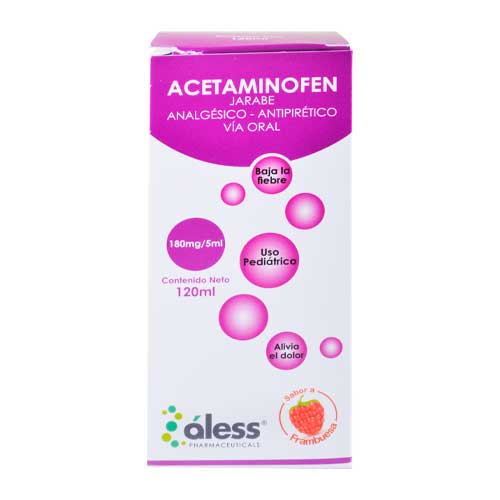 ACETAMINOFEN
JARABE
ANALGÉSICO - ANTIPIRÉTICO
VÍA ORAL
Baja la
fiebre
180mg/5ml
Uso
Pediátrico
Contenido Neto
120ml
Alivia
el dolor
Sabor a
Frambuesa
áless®
PHARMACEUTICALS